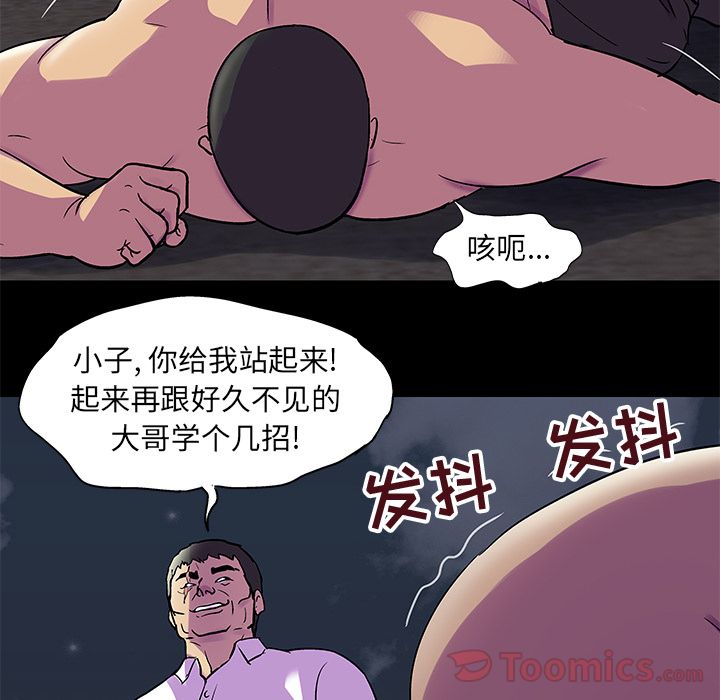 咳呃...
小子, 你给我站起来!
起来再跟好久不见的
大哥学个几招!
发抖
发抖
Toomics.com